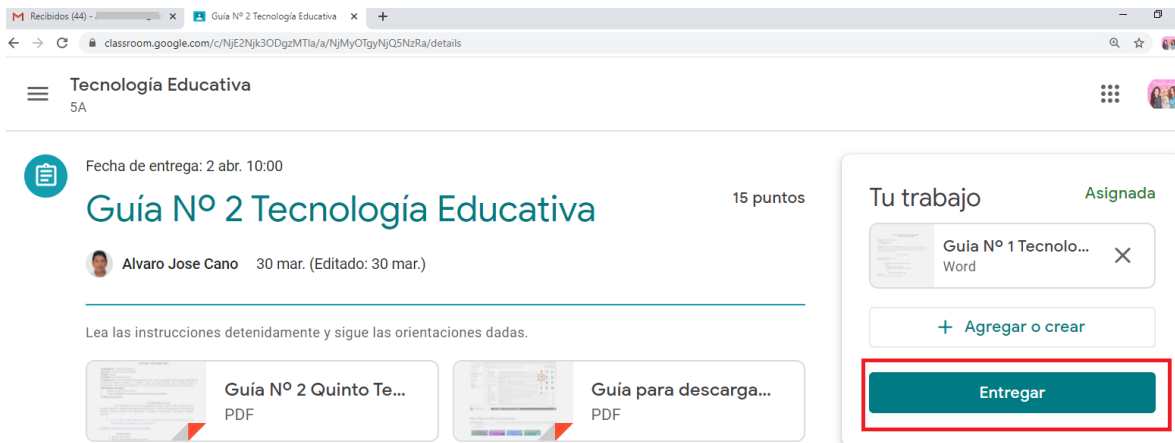 Recibidos (44) -
Guía Nº 2 Tecnología Educativa
classroom.google.com/c/NjE2Njk3ODgzMTla/a/NjMyOTgyNjQ5NzRa/details
Tecnología Educativa
5A
Fecha de entrega: 2 abr. 10:00
Guía Nº 2 Tecnología Educativa
15 puntos
Alvaro Jose Cano 30 mar. (Editado: 30 mar.)
Lea las instrucciones detenidamente y sigue las orientaciones dadas.
Guía Nº 2 Quinto Te...
PDF
Guía para descarga...
PDF
Tu trabajo
Asignada
Guia Nº 1 Tecnolo...
Word
+ Agregar o crear
Entregar